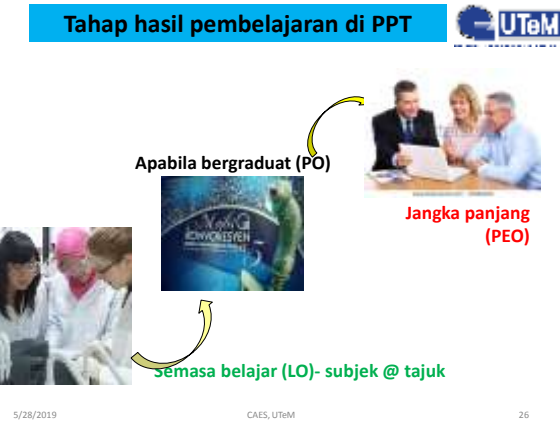 Tahap hasil pembelajaran di PPT
UTeM
Apabila bergraduat (PO)
KONVOKESYEN
Jangka panjang
(PEO)
Semasa belajar (LO)- subjek @ tajuk
5/28/2019
CAES, UTeM
26